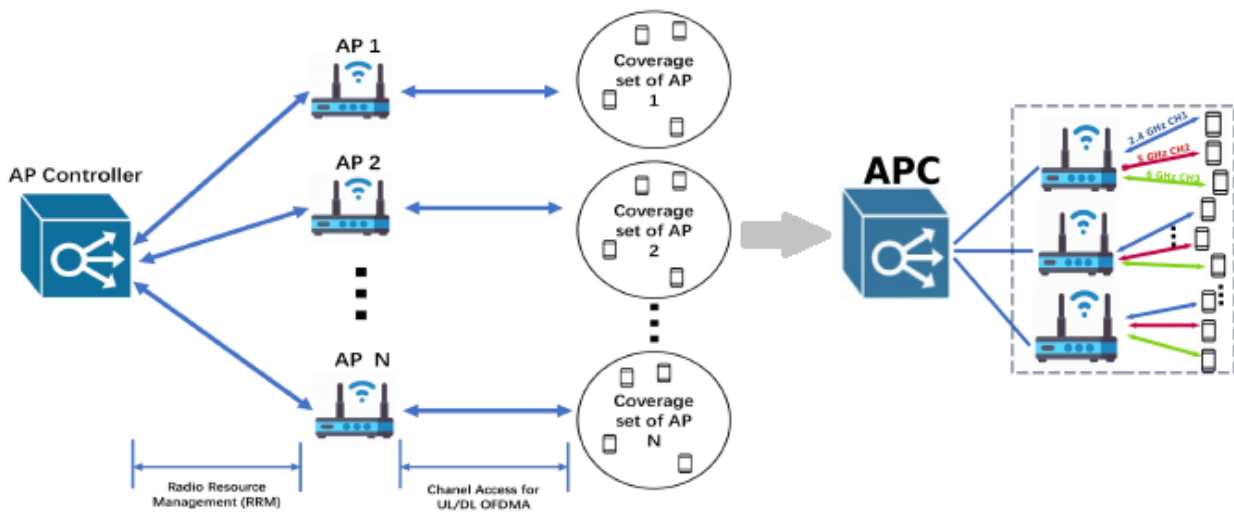 AP Controller
AP 1
AP 2
AP N
Coverage
set of AP
1
Coverage
set of AP
2
Coverage
set of AP
N
Radio Resource
Management (RRM)
Chanel Access for
UL/DL OFDMA
APC
2.4 GHz CH1
5 GHz CH2
6 GHz CH3